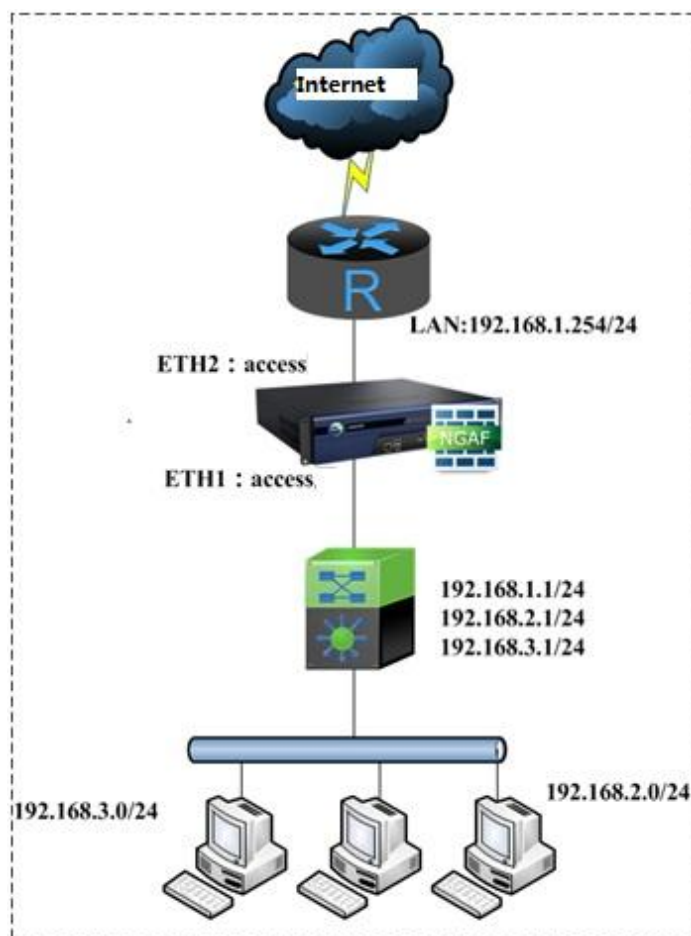 Internet
R
LAN:192.168.1.254/24
ETH2：access
NGAF
ETH1：access
192.168.1.1/24
192.168.2.1/24
192.168.3.1/24
192.168.3.0/24
192.168.2.0/24